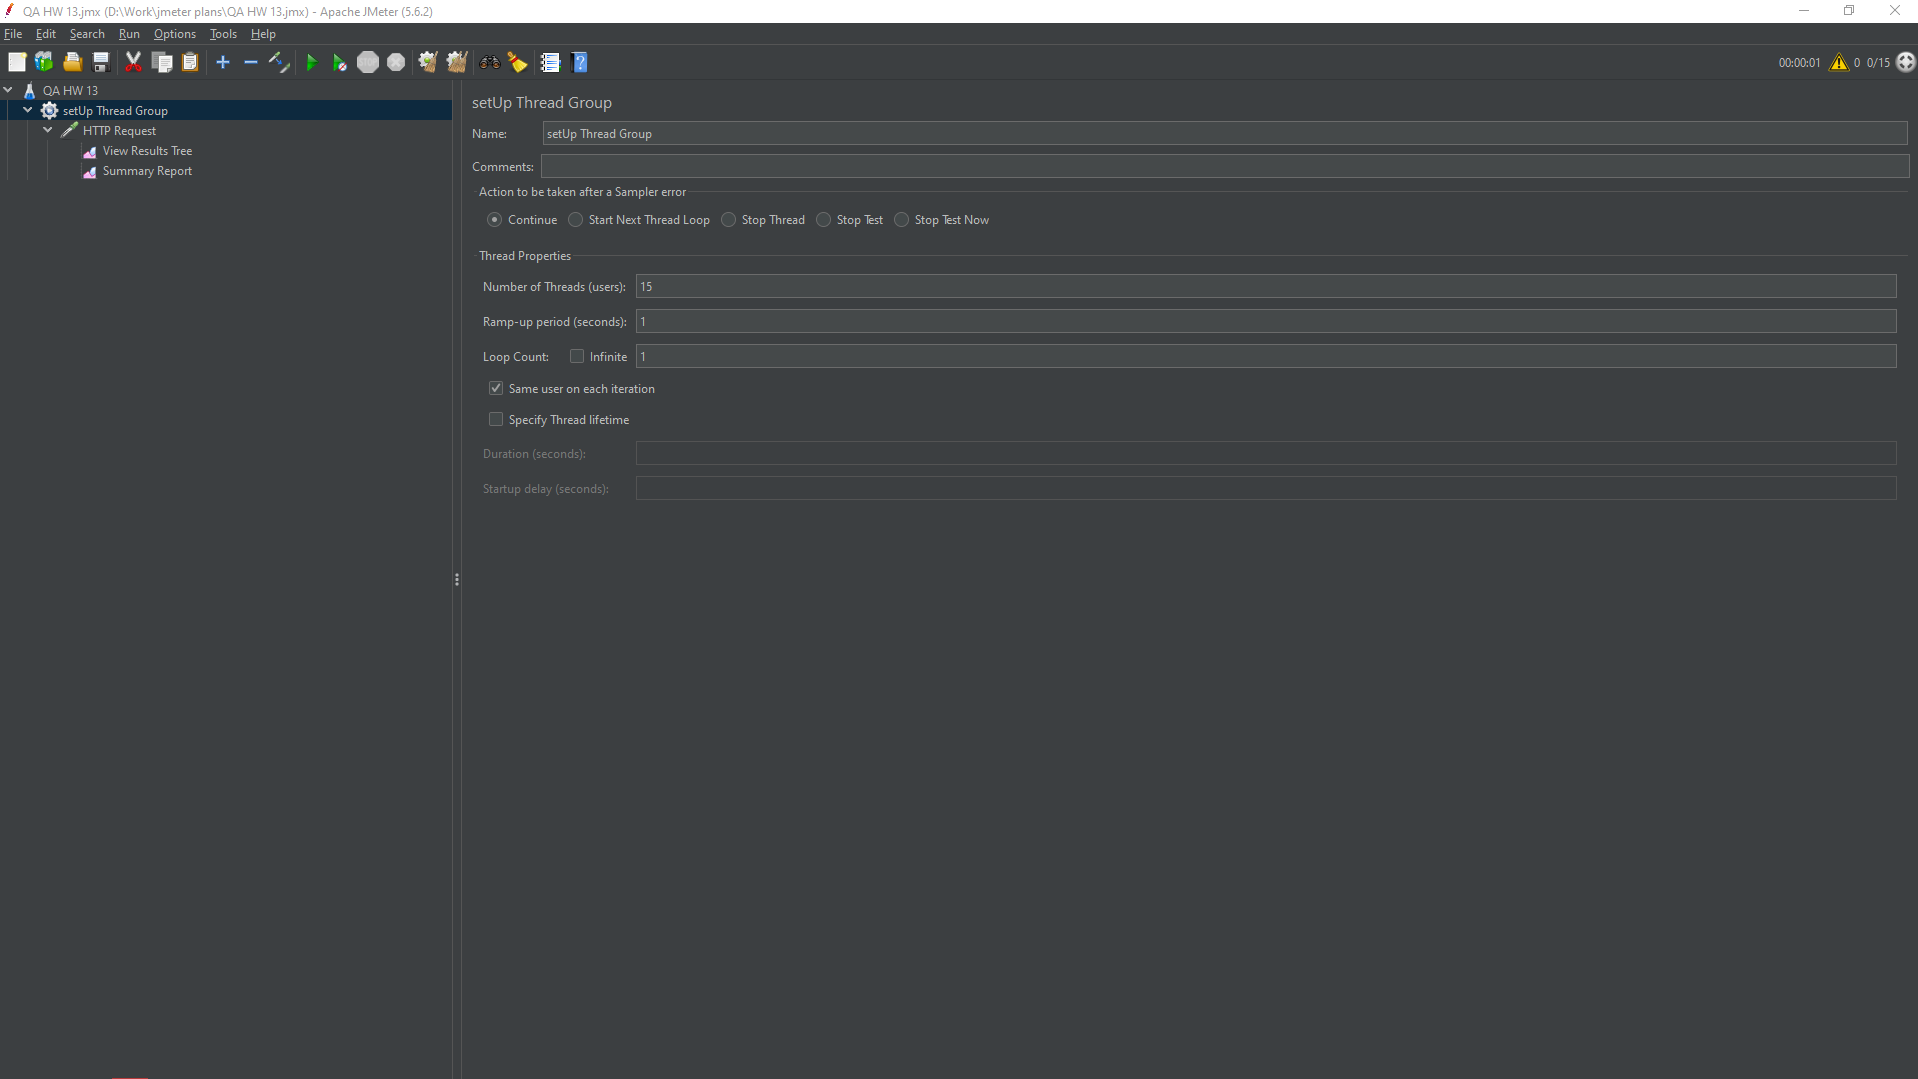 QA HW 13.jmx (D:\Work\jmeter plans\QA HW 13.jmx) - Apache JMeter (5.6.2)
File Edit Search Run Options Tools Help
STOP
00:00:01 0 0/15
QA HW 13
setUp Thread Group
HTTP Request
View Results Tree
Summary Report
setUp Thread Group
Name: setUp Thread Group
Comments:
Action to be taken after a Sampler error
Continue Start Next Thread Loop Stop Thread Stop Test Stop Test Now
Thread Properties
Number of Threads (users): 15
Ramp-up period (seconds): 1
Loop Count: Infinite 1
Same user on each iteration
Specify Thread lifetime
Duration (seconds):
Startup delay (seconds):